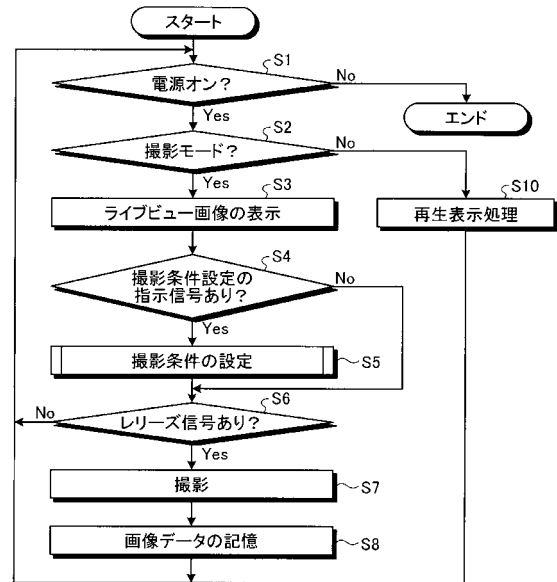 スタート
S1
電源オン?
No
Yes
エンド
S2
撮影モード?
No
Yes
S3
ライブビュー画像の表示
S10
再生表示処理
S4
撮影条件設定の
指示信号あり?
No
Yes
撮影条件の設定
S5
S6
レリーズ信号あり?
No
Yes
撮影
S7
画像データの記憶
S8